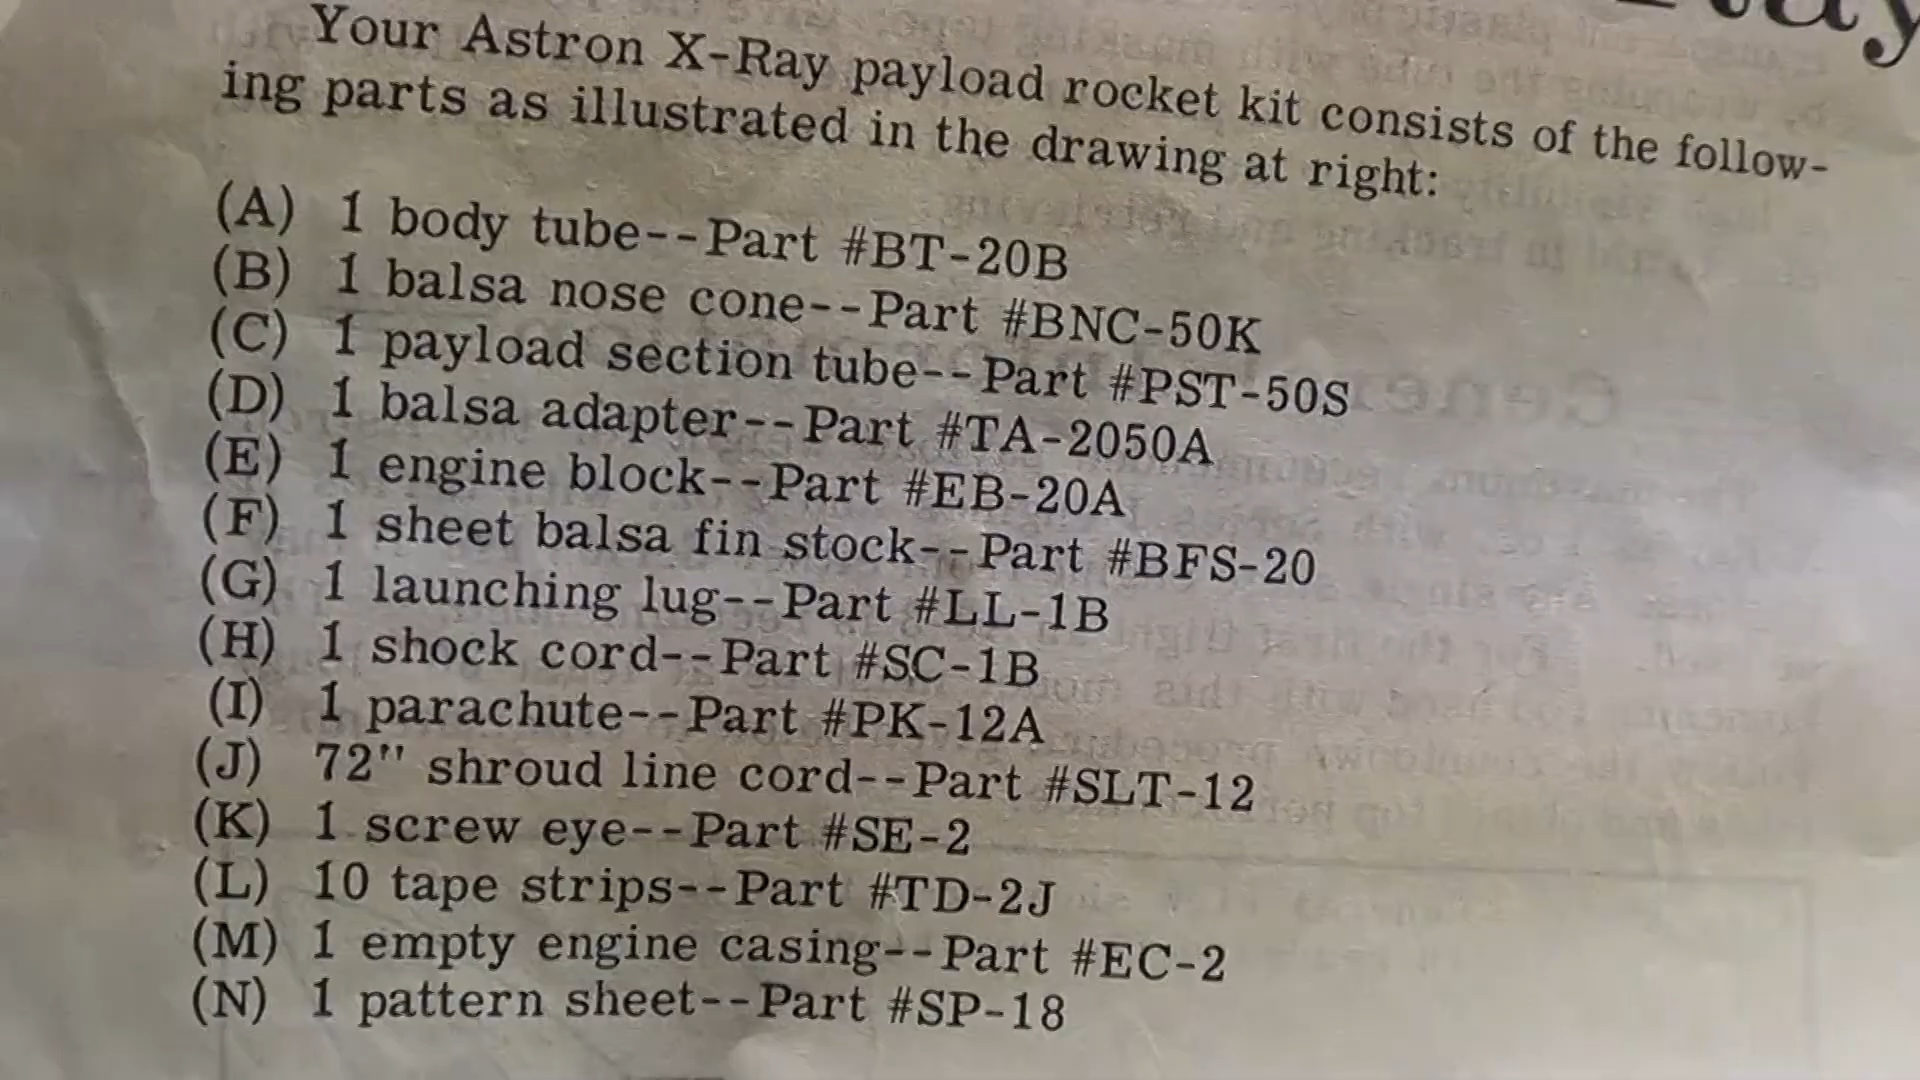 Your Astron X-Ray payload rocket kit consists of the follow-
ing parts as illustrated in the drawing at right:
(A) 1 body tube--Part #BT-20B
(B) 1 balsa nose cone--Part #BNC-50K
(C) 1 payload section tube--Part #PST-50S
(D) 1 balsa adapter--Part #TA-2050A
(E) 1 engine block--Part #EB-20A
(F) 1 sheet balsa fin stock--Part #BFS-20
(G) 1 launching lug--Part #LL-1B
(H) 1 shock cord--Part #SC-1B
(I) 1 parachute--Part #PK-12A
(J) 72" shroud line cord--Part #SLT-12
(K) 1 screw eye--Part #SE-2
(L) 10 tape strips--Part #TD-2J
(M) 1 empty engine casing--Part #EC-2
(N) 1 pattern sheet--Part #SP-18